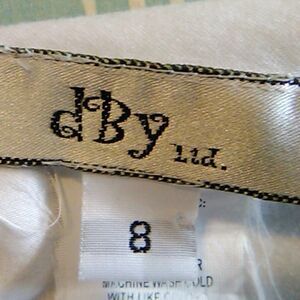 dBy Ltd.
8
MACHINE WASH COLD
WITH LIKE